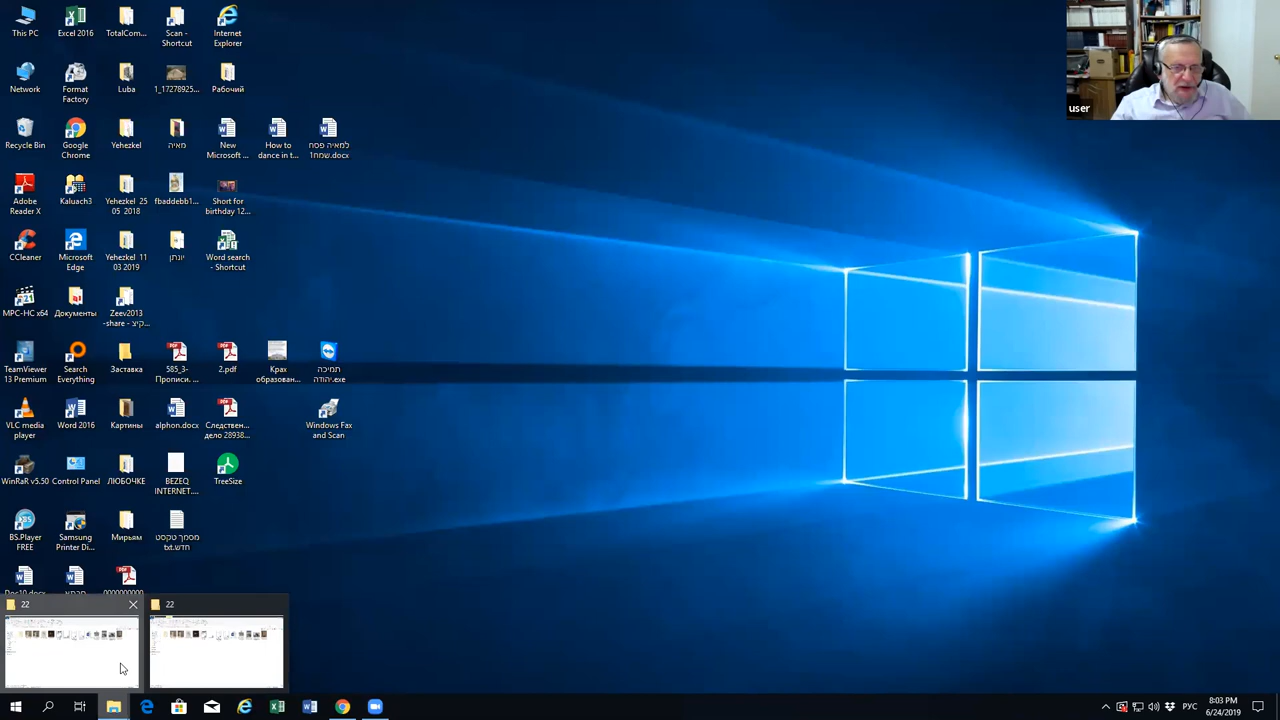 This PC
Excel 2016
TotalCom...
Scan -
Shortcut
Internet
Explorer
Network
Format
Factory
Luba
1_17278925...
Рабочий
Recycle Bin
Google
Chrome
Yehezkel
מאיה
New
Microsoft ...
How to
dance in t...
למאיה פסח
שמח1.docx
Adobe
Reader X
Kaluach3
Yehezkel 25
05 2018
fbaddebb1...
Short for
birthday 12...
CCleaner
Microsoft
Edge
Yehezkel 11
03 2019
יונתן
Word search
- Shortcut
MPC-HC x64
Документы
Zeev2013
-share - קיצ...
TeamViewer
13 Premium
Search
Everything
Заставка
585_3-
Прописи. ...
2.pdf
Крах
образован...
תמיכה
יהודה.exe
VLC media
player
Word 2016
Картины
alphon.docx
Следствен...
дело 28938...
Windows Fax
and Scan
WinRaR v5.50
Control Panel
ЛЮБОЧКЕ
BEZEQ
INTERNET....
TreeSize
BS.Player
FREE
Samsung
Printer Di...
Мирьям
מסמך טקסט
חדש.txt
Doc10.docx
0000000000
22
22
user
РУС
8:03 PM
6/24/2019